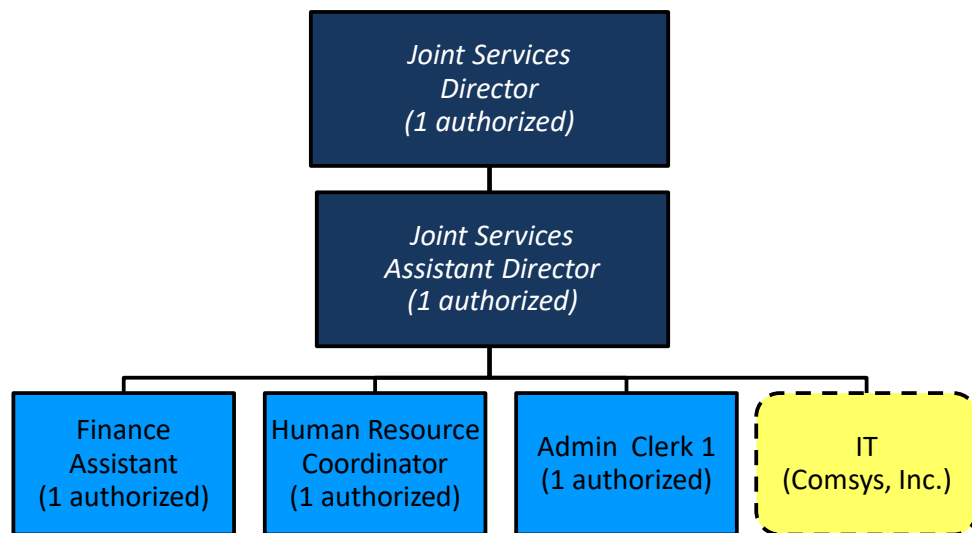 Joint Services
Director
(1 authorized)
Joint Services
Assistant Director
(1 authorized)
Finance
Assistant
(1 authorized)
Human Resource
Coordinator
(1 authorized)
Admin  Clerk 1
(1 authorized)
IT
(Comsys, Inc.)